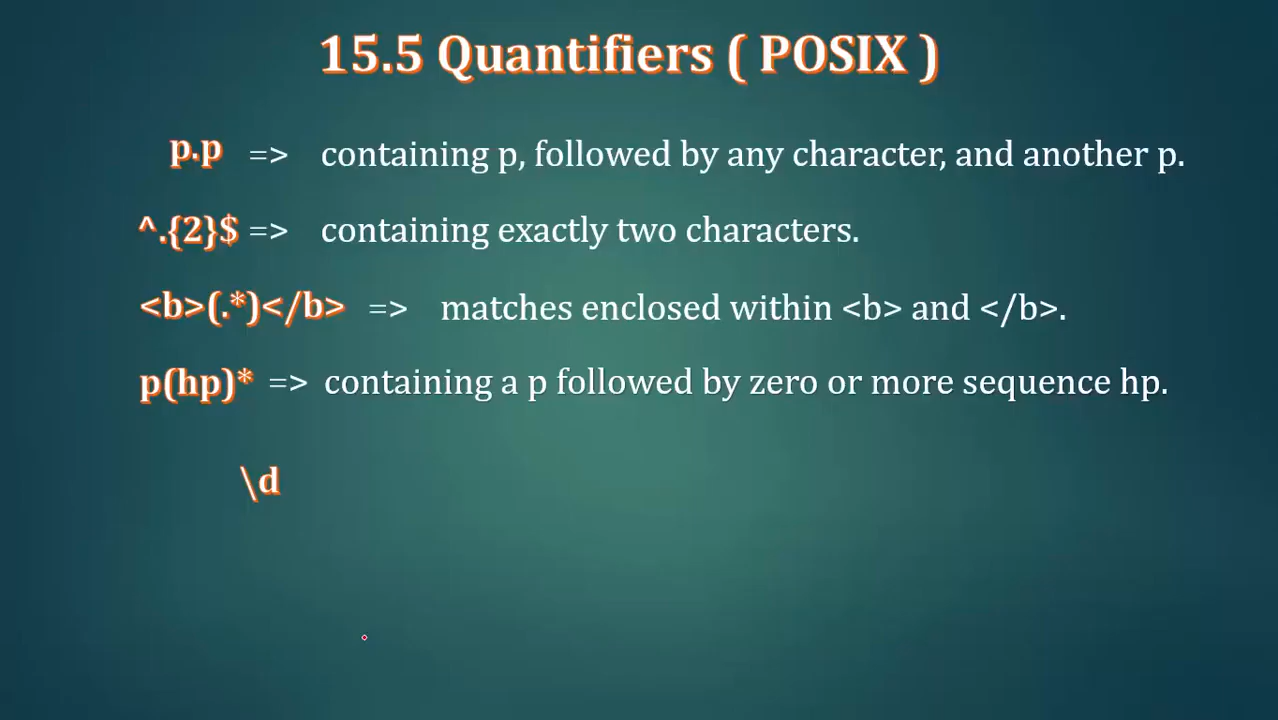 15.5 Quantifiers ( POSIX )
p.p => containing p, followed by any character, and another p.
^.{2}$ => containing exactly two characters.
<b>(.*)</b> => matches enclosed within <b> and </b>.
p(hp)* => containing a p followed by zero or more sequence hp.
\d